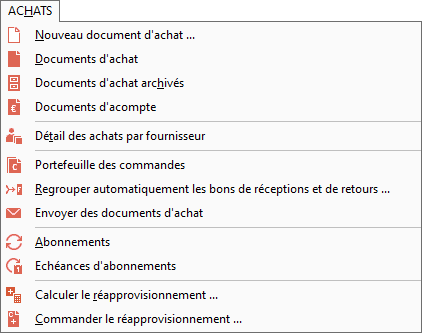 ACHATS
Nouveau document d'achat ...
Documents d'achat
Documents d'achat archivés
Documents d'acompte
Détail des achats par fournisseur
Portefeuille des commandes
Regrouper automatiquement les bons de réceptions et de retours ...
Envoyer des documents d'achat
Abonnements
Echéances d'abonnements
Calculer le réapprovisionnement ...
Commander le réapprovisionnement ...